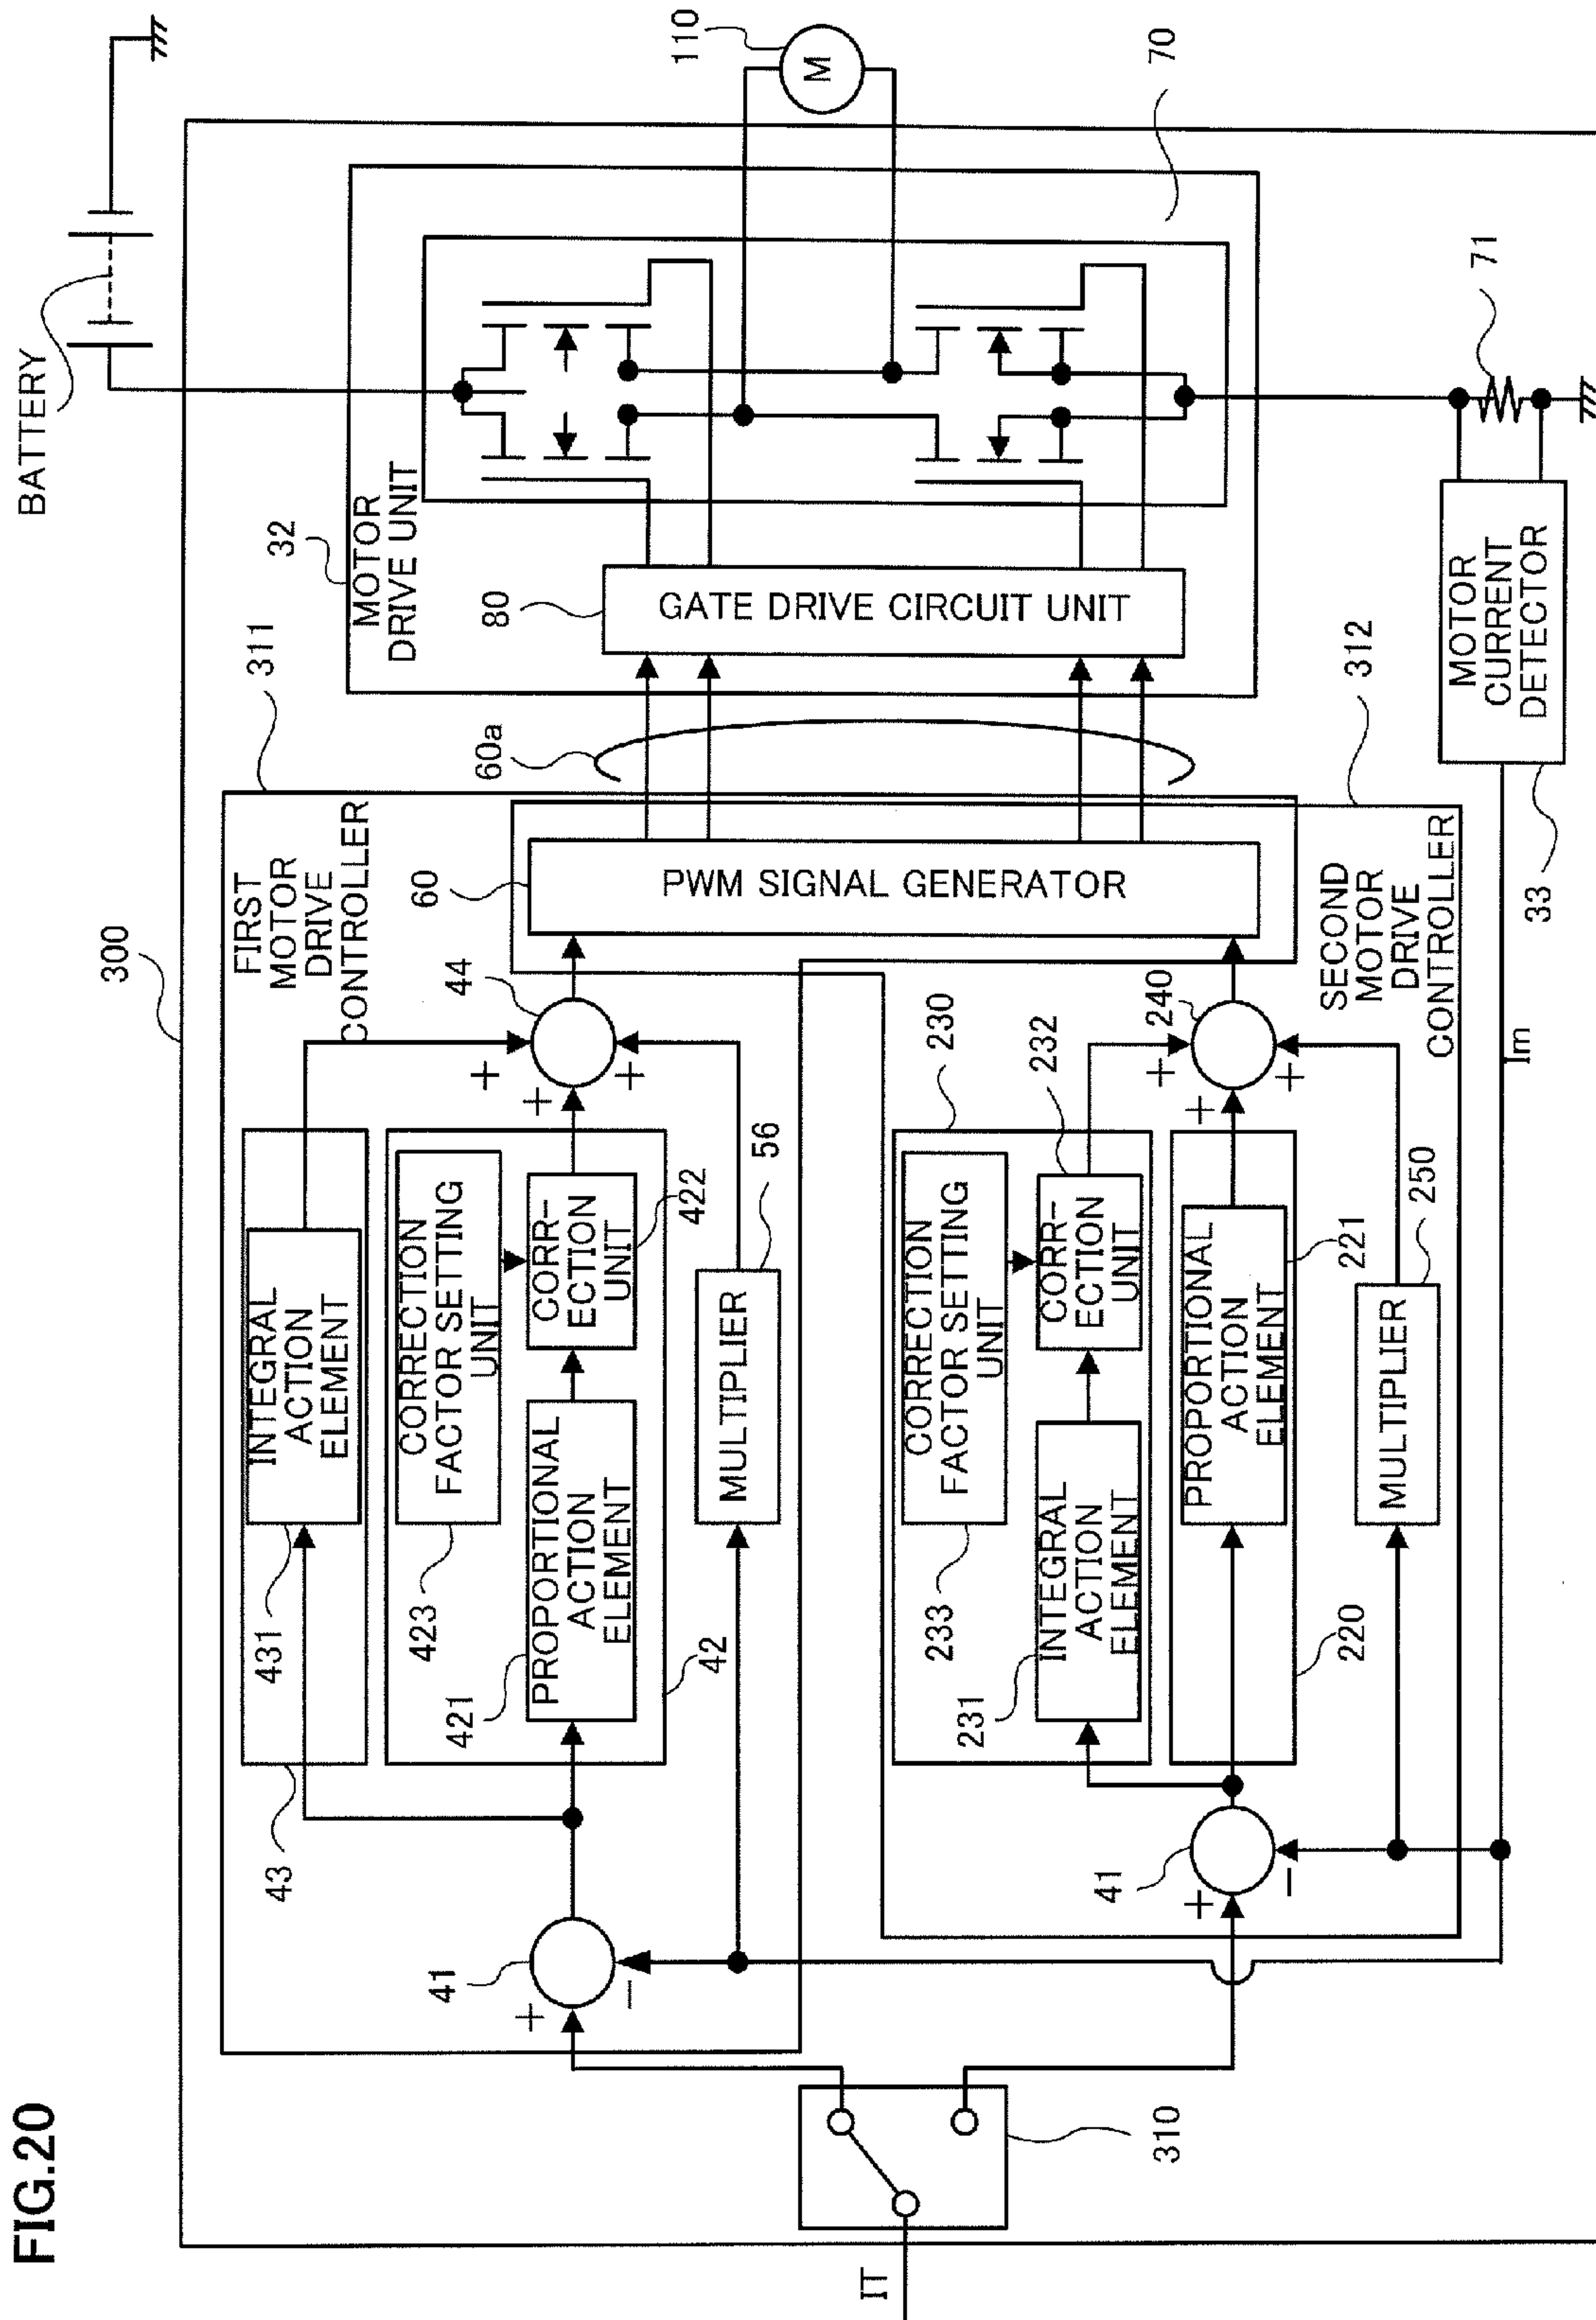 FIG.20
BATTERY
300
311
FIRST
MOTOR
DRIVE
CONTROLLER
32
MOTOR
DRIVE UNIT
110
M
43
431
INTEGRAL
ACTION
ELEMENT
423
CORRECTION
FACTOR SETTING
UNIT
421
PROPORTIONAL
ACTION
ELEMENT
CORR-
ECTION
UNIT
422
42
44
+
+
+
41
+
−
MULTIPLIER
56
60
PWM SIGNAL GENERATOR
60a
80
GATE DRIVE CIRCUIT UNIT
70
IT
310
230
233
CORRECTION
FACTOR SETTING
UNIT
231
INTEGRAL
ACTION
ELEMENT
CORR-
ECTION
UNIT
232
240
+
+
+
41
+
−
PROPORTIONAL
ACTION
ELEMENT
221
220
MULTIPLIER
250
SECOND
MOTOR
DRIVE
CONTROLLER
312
Im
MOTOR
CURRENT
DETECTOR
33
71